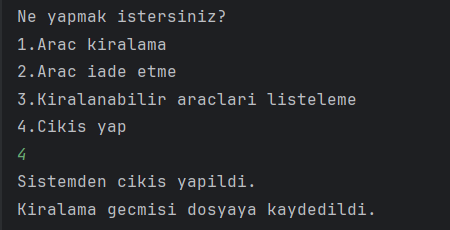 Ne yapmak istersiniz?
1.Arac kiralama
2.Arac iade etme
3.Kiralanabilir araclari listeleme
4.Cikis yap
4
Sistemden cikis yapildi.
Kiralama gecmisi dosyaya kaydedildi.